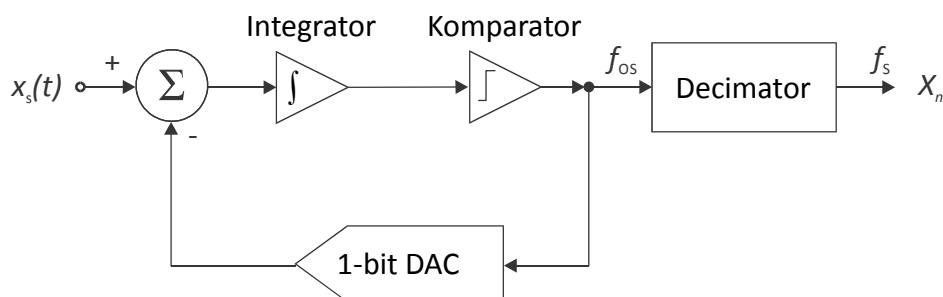 Integrator
Komparator
x_s(t)
+
Σ
-
∫
f_os
Decimator
f_s
X_n
1-bit DAC